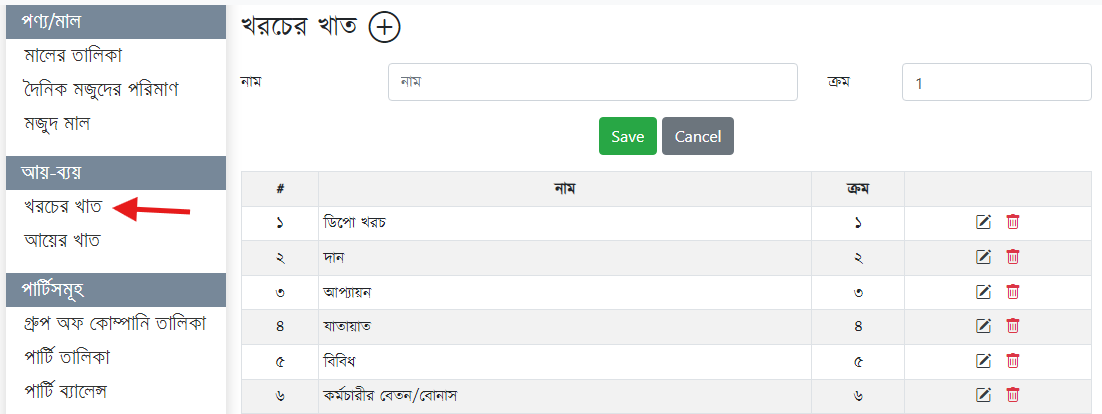 পণ্য/মাল
মালের তালিকা
দৈনিক মজুদের পরিমাণ
মজুদ মাল
আয়-ব্যয়
খরচের খাত
আয়ের খাত
পার্টিসমূহ
গ্রুপ অফ কোম্পানি তালিকা
পার্টি তালিকা
পার্টি ব্যালেন্স
খরচের খাত
নাম নাম ক্রম 1
Save Cancel
# নাম ক্রম
১ ডিপো খরচ ১
২ দান ২
৩ আপ্যায়ন ৩
৪ যাতায়াত ৪
৫ বিবিধ ৫
৬ কর্মচারীর বেতন/বোনাস ৬